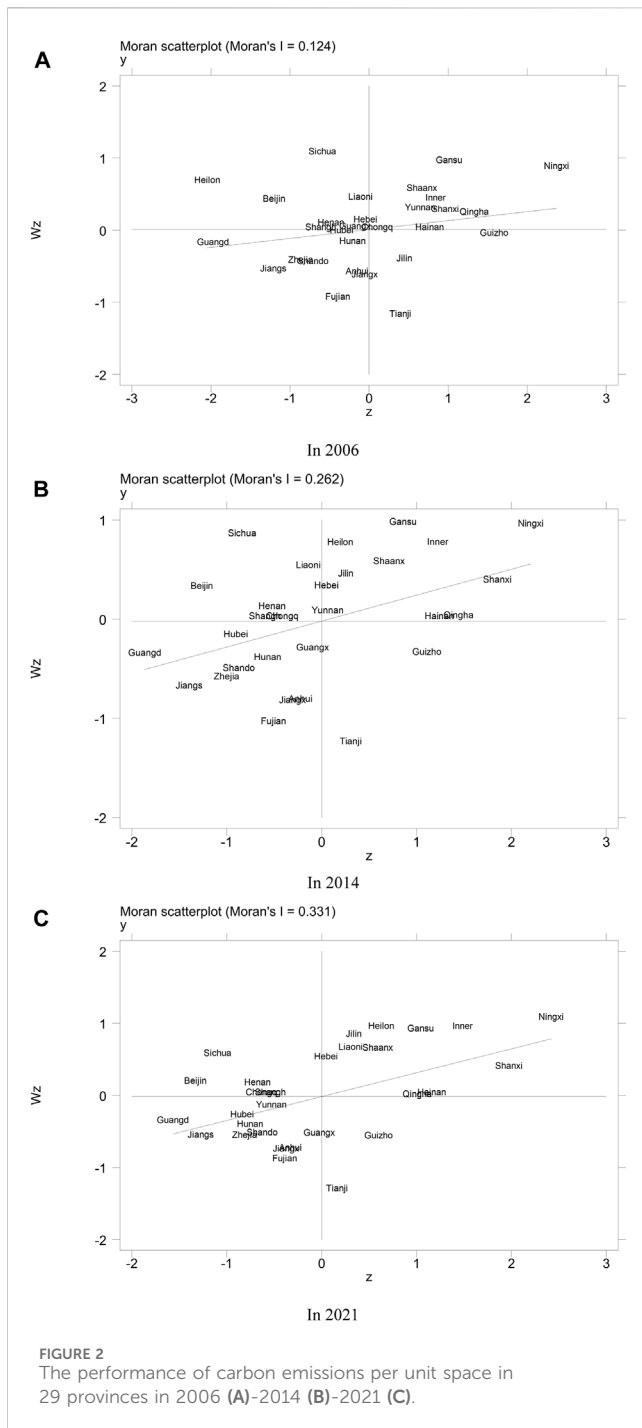 A
Moran scatterplot (Moran's I = 0.124)
y
2
Sichua
1
Gansu
Ningxi
Heilon
Shaanx
Beijin
Liaoni
Inner
Yunnan
Shanxi
Qingha
Hebei
Henan
Guangx
Chongq
Hainan
Hubei
0
Guizho
Guangd
Hunan
Wz
Jilin
Zhejia
Shando
Jiangs
Anhui
Jiangx
Fujian
-1
Tianji
-2
-3 -2 -1 0 1 2 3
z
In 2006
B
Moran scatterplot (Moran's I = 0.262)
y
1
Gansu
Ningxi
Sichua
Heilon
Inner
Liaoni
Shaanx
Jilin
Shanxi
Beijin
Hebei
Henan
Yunnan
Chongq
Hainan
Qingha
0
Hubei
Guangx
Guangd
Guizho
Hunan
Shando
Wz
Zhejia
Jiangs
Jiangx
Anhui
-1
Fujian
Tianji
-2
-2 -1 0 1 2 3
z
In 2014
C
Moran scatterplot (Moran's I = 0.331)
y
2
Ningxi
1
Heilon
Gansu
Inner
Jilin
Liaoni
Shaanx
Sichua
Hebei
Shanxi
Beijin
Henan
Chongq
Shangh
Qingha
Hainan
0
Wz
Yunnan
Hubei
Guangd
Hunan
Jiangs
Zhejia
Shando
Guangx
Guizho
Anhui
Jiangx
Fujian
-1
Tianji
-2
-2 -1 0 1 2 3
z
In 2021
FIGURE 2
The performance of carbon emissions per unit space in
29 provinces in 2006 (A)-2014 (B)-2021 (C).